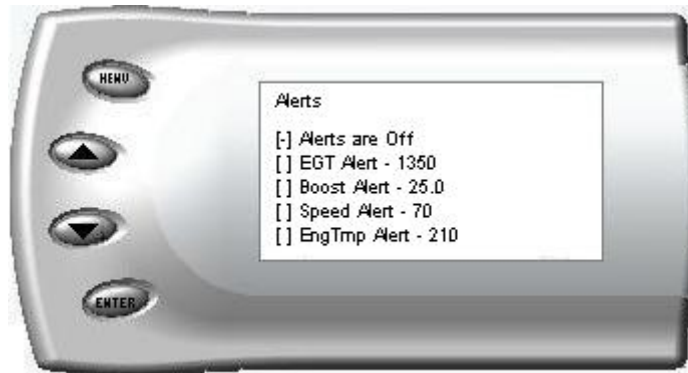 MENU
ENTER
Alerts
[-] Alerts are Off
[ ] EGT Alert - 1350
[ ] Boost Alert - 25.0
[ ] Speed Alert - 70
[ ] EngTmp Alert - 210